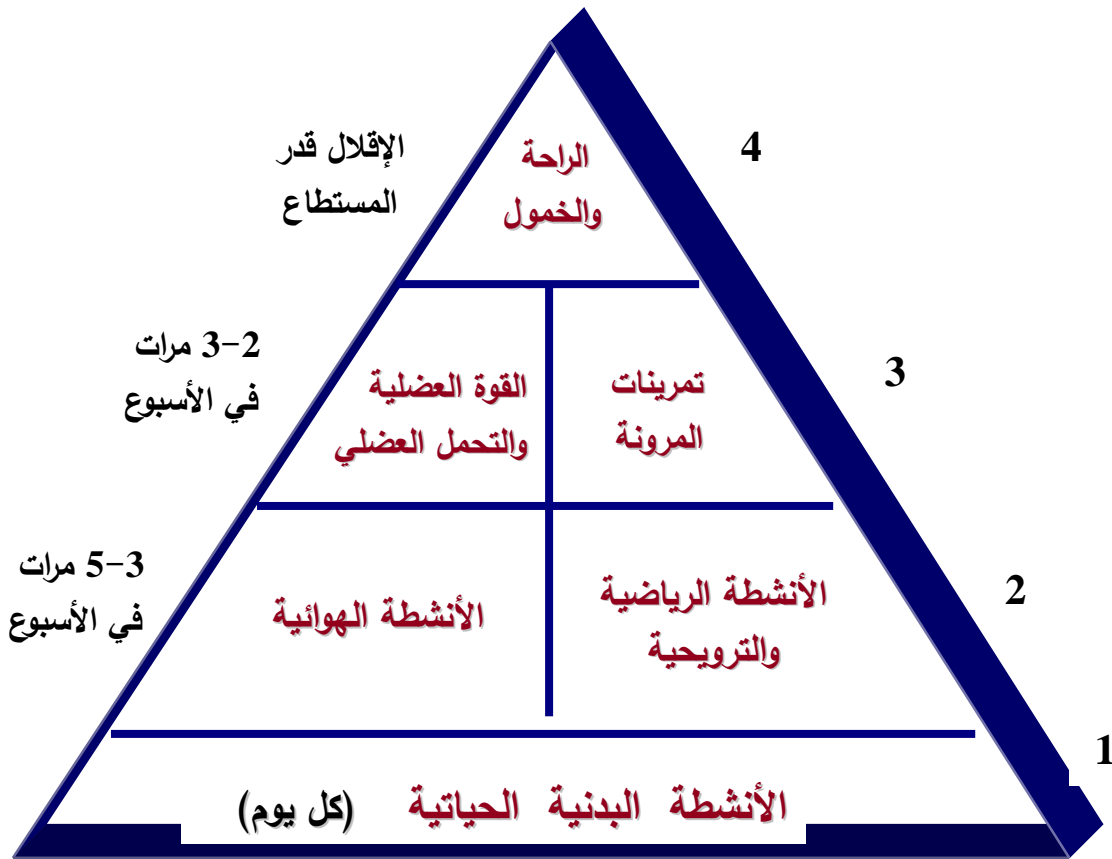 4
الراحة
والخمول
الإقلال قدر
المستطاع
3
تمرينات
المرونة
القوة العضلية
والتحمل العضلي
2-3 مرات
في الأسبوع
2
الأنشطة الرياضية
والترويحية
الأنشطة الهوائية
3-5 مرات
في الأسبوع
1
الأنشطة البدنية الحياتية (كل يوم)